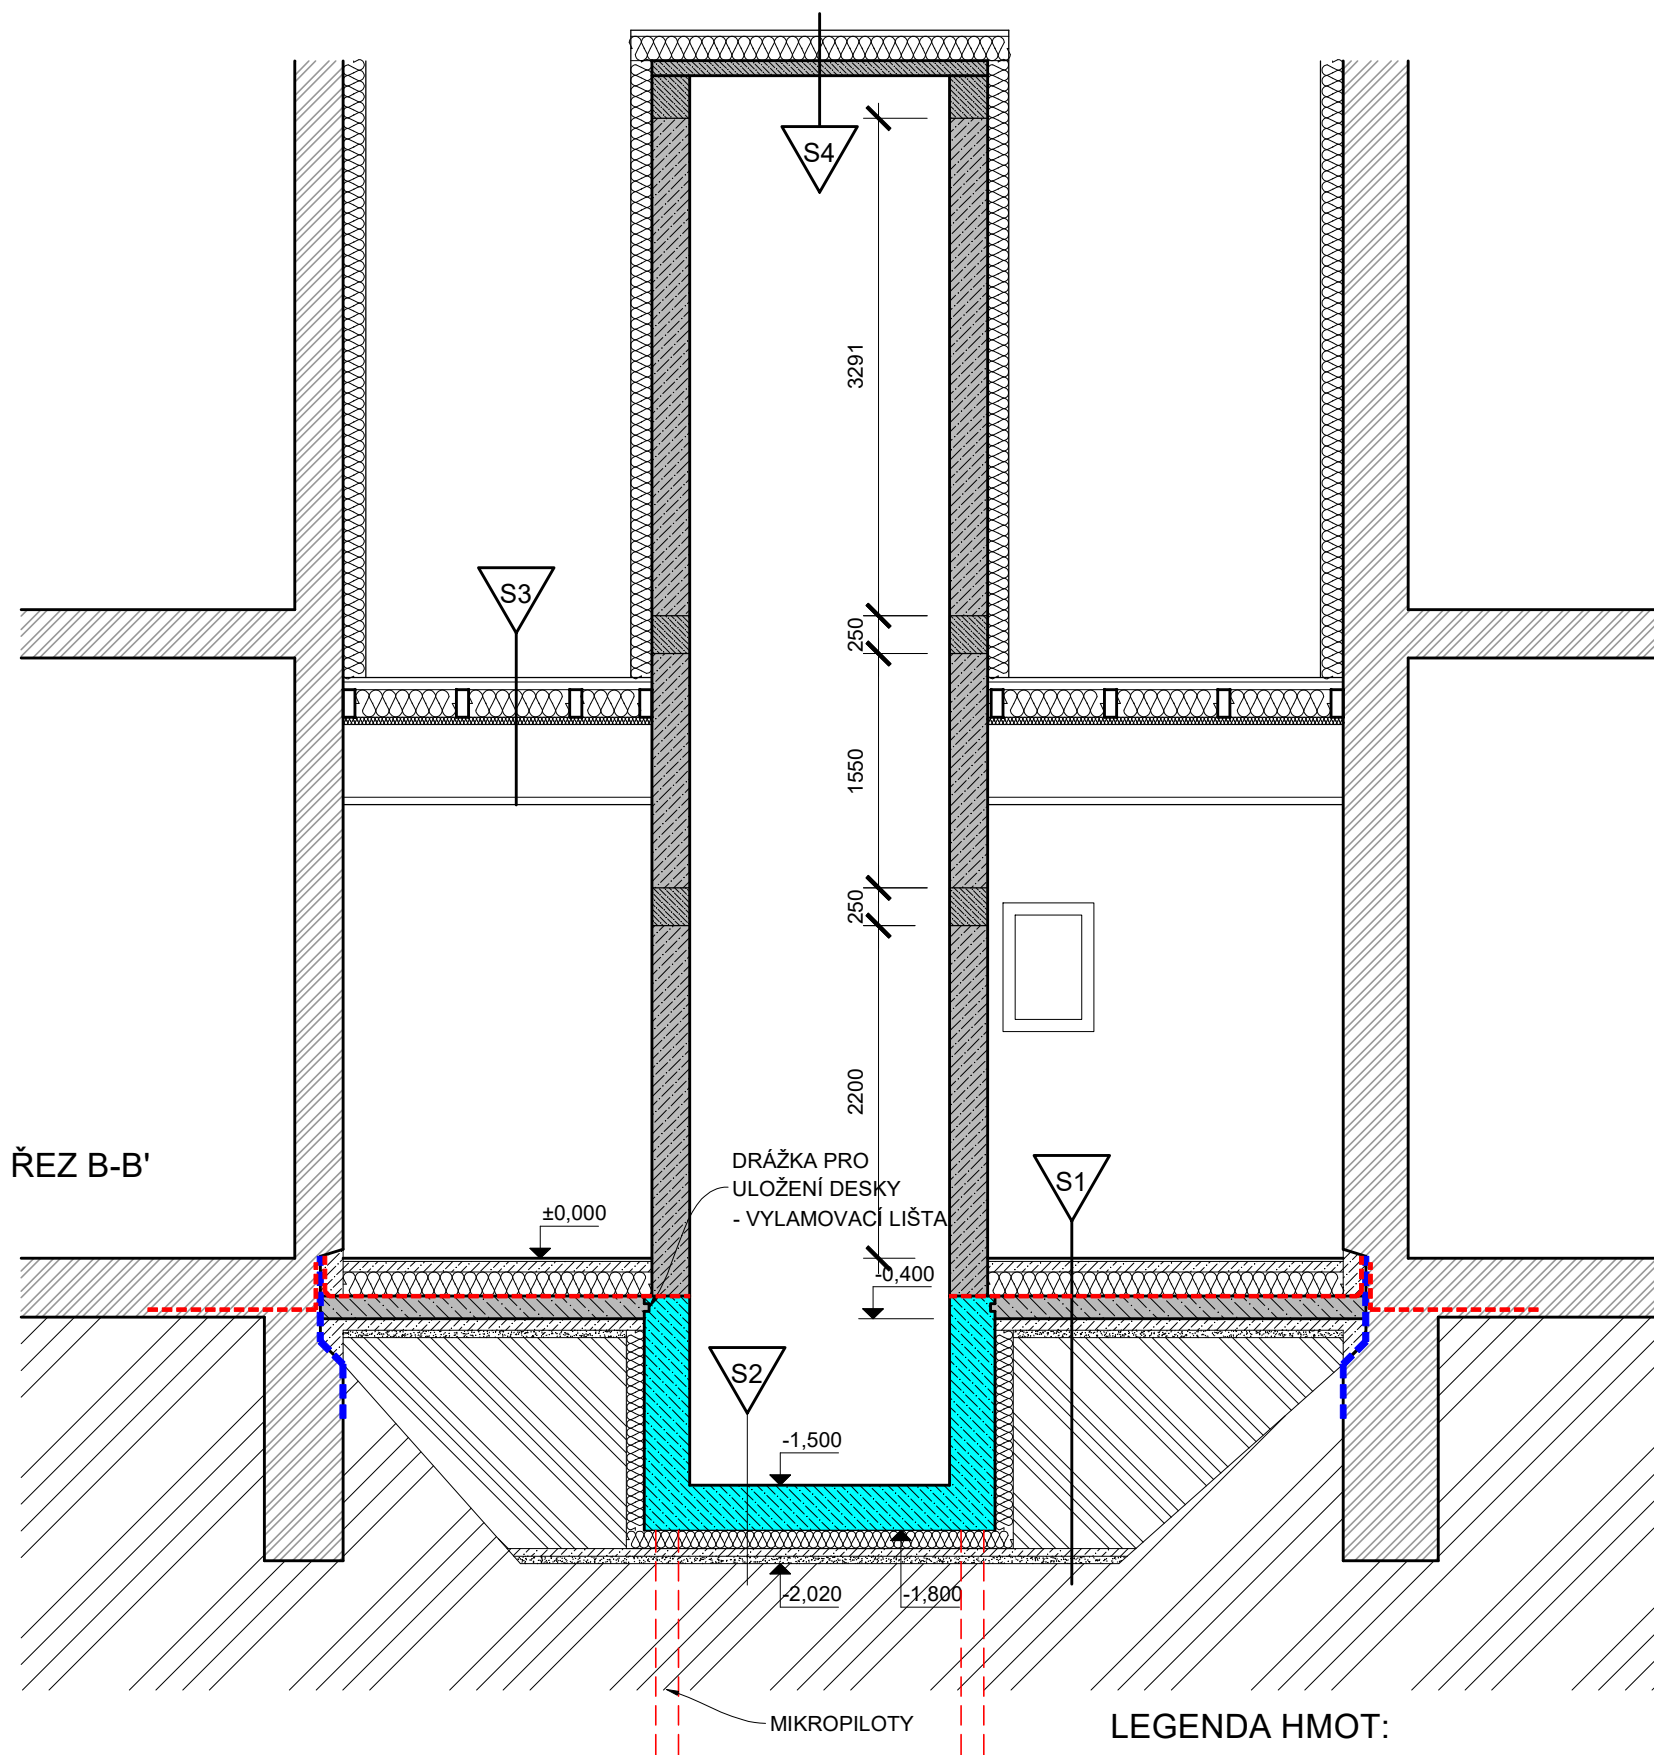 S4
3291
S3
250
1550
250
2200
ŘEZ B-B'
DRÁŽKA PRO
ULOŽENÍ DESKY
- VYLAMOVACÍ LIŠTA
S1
±0,000
-0,400
S2
-1,500
-2,020
-1,800
MIKROPILOTY
LEGENDA HMOT: